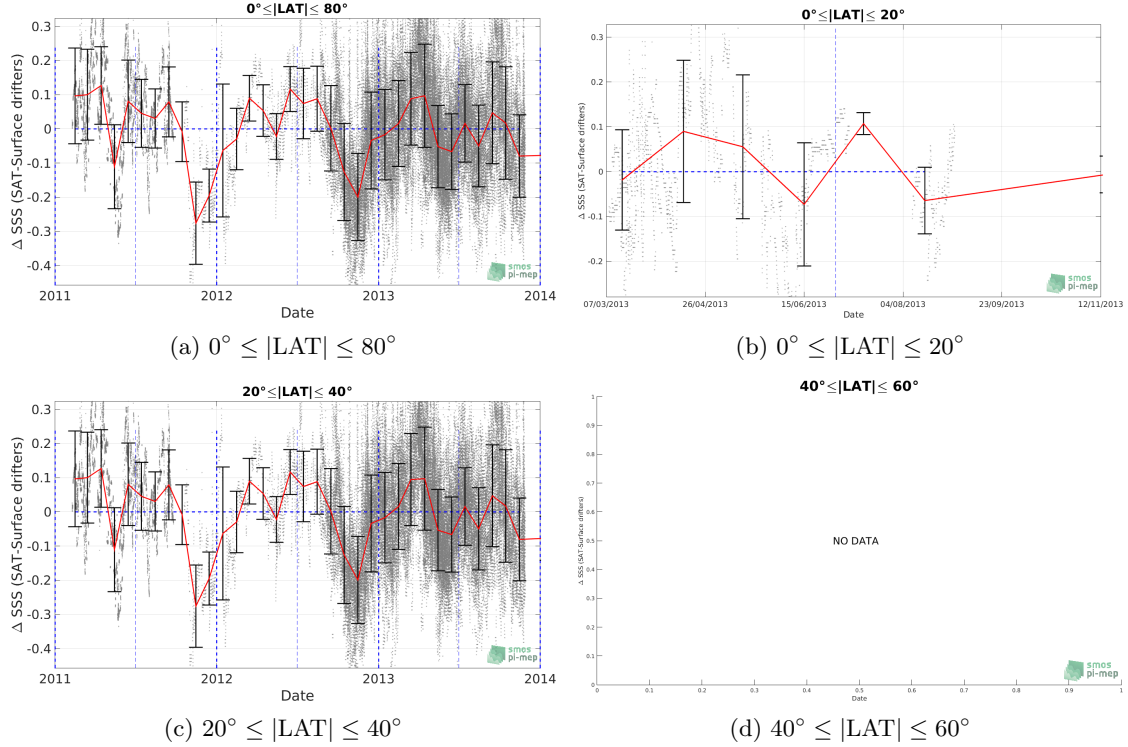 0°≤|LAT|≤ 80°
Δ SSS (SAT-Surface drifters)
0.3
0.2
0.1
0
-0.1
-0.2
-0.3
-0.4
2011 2012 2013 2014
Date
smos
pi-mep
(a) 0° ≤ |LAT| ≤ 80°
0°≤|LAT|≤ 20°
Δ SSS (SAT-Surface drifters)
0.3
0.2
0.1
0
-0.1
-0.2
07/03/2013 26/04/2013 15/06/2013 04/08/2013 23/09/2013 12/11/2013
Date
smos
pi-mep
(b) 0° ≤ |LAT| ≤ 20°
20°≤|LAT|≤ 40°
Δ SSS (SAT-Surface drifters)
0.3
0.2
0.1
0
-0.1
-0.2
-0.3
-0.4
2011 2012 2013 2014
Date
smos
pi-mep
(c) 20° ≤ |LAT| ≤ 40°
40°≤|LAT|≤ 60°
Δ SSS (SAT-Surface drifters)
1
0.9
0.8
0.7
0.6
0.5
0.4
0.3
0.2
0.1
0
NO DATA
0 0.1 0.2 0.3 0.4 0.5 0.6 0.7 0.8 0.9 1
Date
smos
pi-mep
(d) 40° ≤ |LAT| ≤ 60°